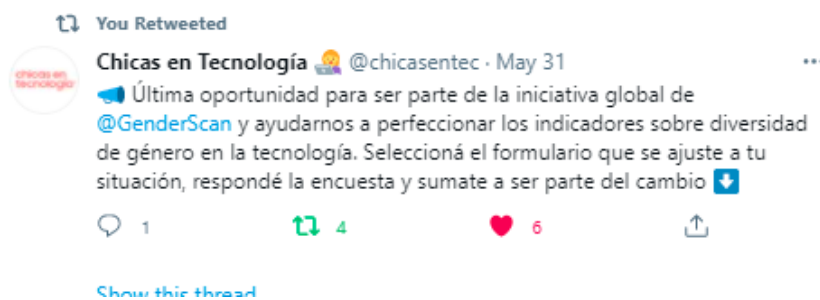 You Retweeted
chicas en
tecnología
Chicas en Tecnología 👩‍💻 @chicasentec · May 31 ···
📣 Última oportunidad para ser parte de la iniciativa global de
@GenderScan y ayudarnos a perfeccionar los indicadores sobre diversidad
de género en la tecnología. Seleccioná el formulario que se ajuste a tu
situación, respondé la encuesta y sumate a ser parte del cambio ⬇
1 4 6
Show this thread